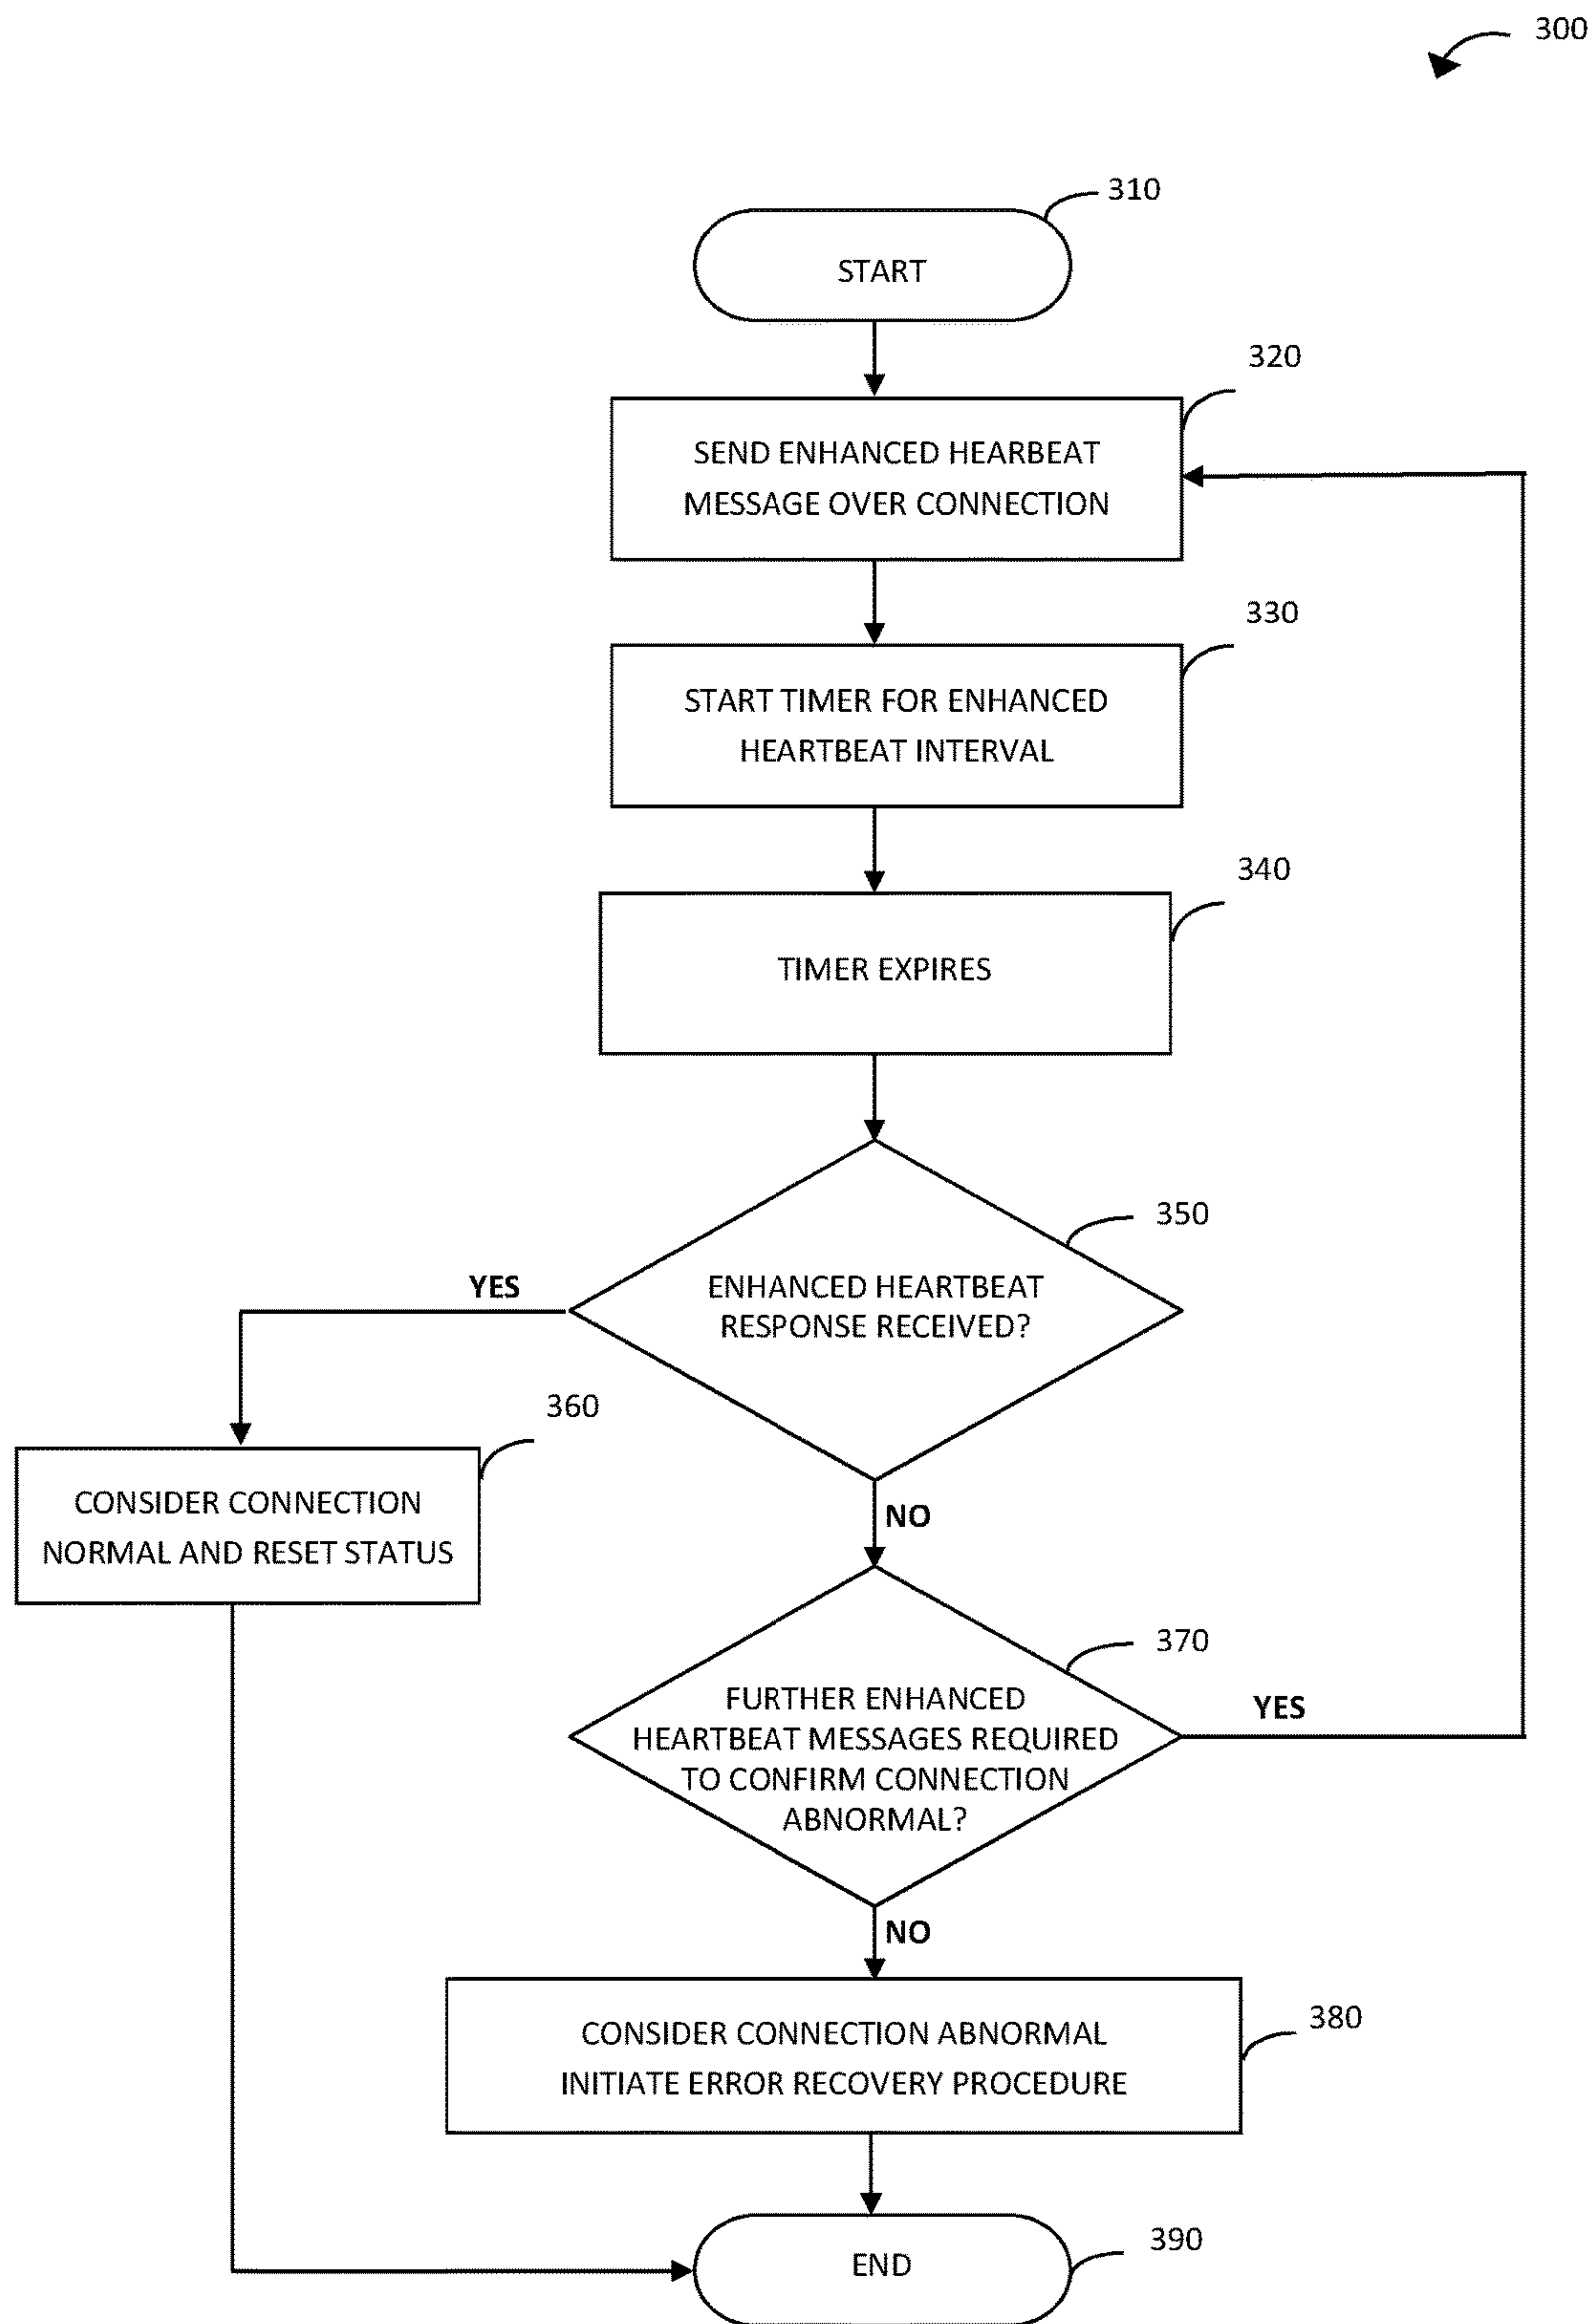 300
310
START
320
SEND ENHANCED HEARBEAT
MESSAGE OVER CONNECTION
330
START TIMER FOR ENHANCED
HEARTBEAT INTERVAL
340
TIMER EXPIRES
350
YES
ENHANCED HEARTBEAT
RESPONSE RECEIVED?
360
CONSIDER CONNECTION
NORMAL AND RESET STATUS
NO
370
FURTHER ENHANCED
HEARTBEAT MESSAGES REQUIRED
TO CONFIRM CONNECTION
ABNORMAL?
YES
NO
380
CONSIDER CONNECTION ABNORMAL
INITIATE ERROR RECOVERY PROCEDURE
390
END